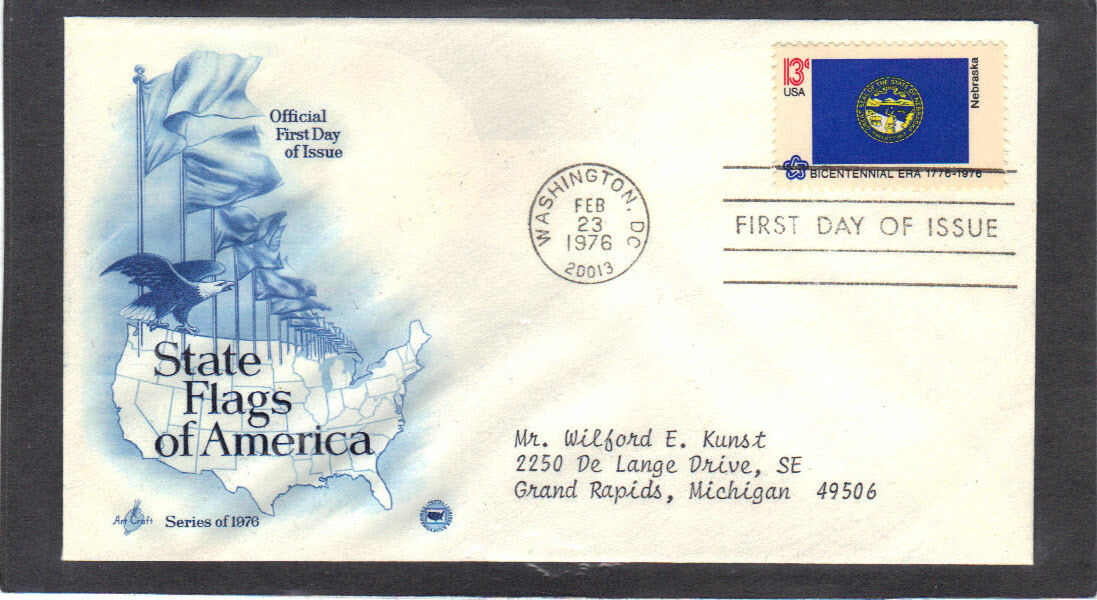 Official
First Day
of Issue
13c
USA
Nebraska
BICENTENNIAL ERA 1776-1976
WASHINGTON, DC
FEB
23
1976
20013
FIRST DAY OF ISSUE
State
Flags
of America
Mr. Wilford E. Kunst
2250 De Lange Drive, SE
Grand Rapids, Michigan 49506
Art Craft Series of 1976